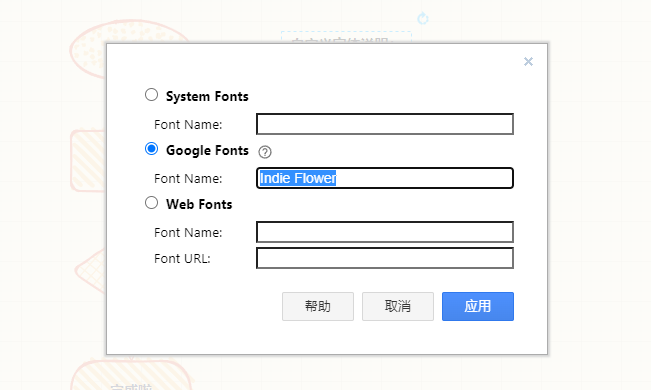 System Fonts
Font Name:
Google Fonts ?
Font Name: Indie Flower
Web Fonts
Font Name:
Font URL:
帮助 取消 应用